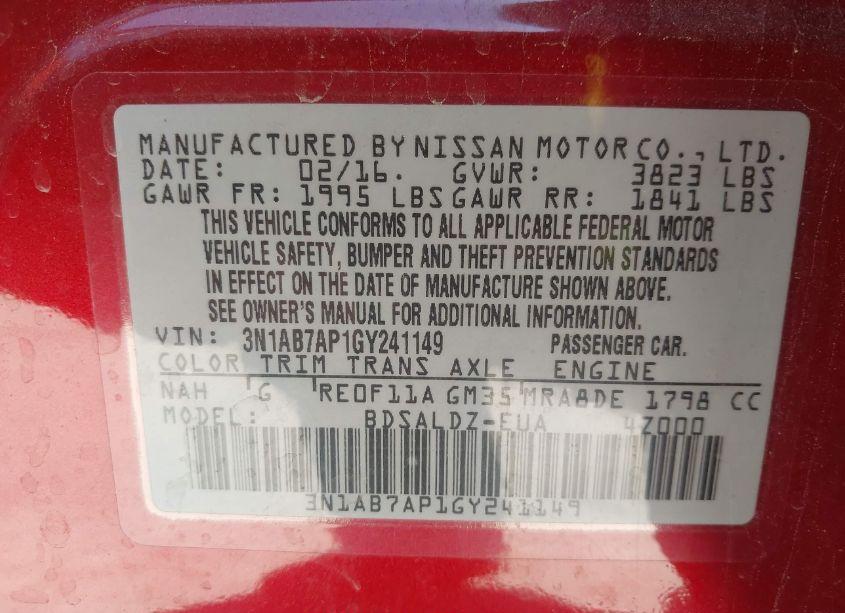 MANUFACTURED BY NISSAN MOTOR CO., LTD.
DATE: 02/16. GVWR: 3823 LBS
GAWR FR: 1995 LBS GAWR RR: 1841 LBS
THIS VEHICLE CONFORMS TO ALL APPLICABLE FEDERAL MOTOR
VEHICLE SAFETY, BUMPER AND THEFT PREVENTION STANDARDS
IN EFFECT ON THE DATE OF MANUFACTURE SHOWN ABOVE.
SEE OWNER'S MANUAL FOR ADDITIONAL INFORMATION.
VIN: 3N1AB7AP1GY241149 PASSENGER CAR.
COLOR TRIM TRANS AXLE ENGINE
NAH G RE0F11A GM35 MRA8DE 1798 CC
MODEL: BDSALDZ-EUA 4Z000
3N1AB7AP1GY241149